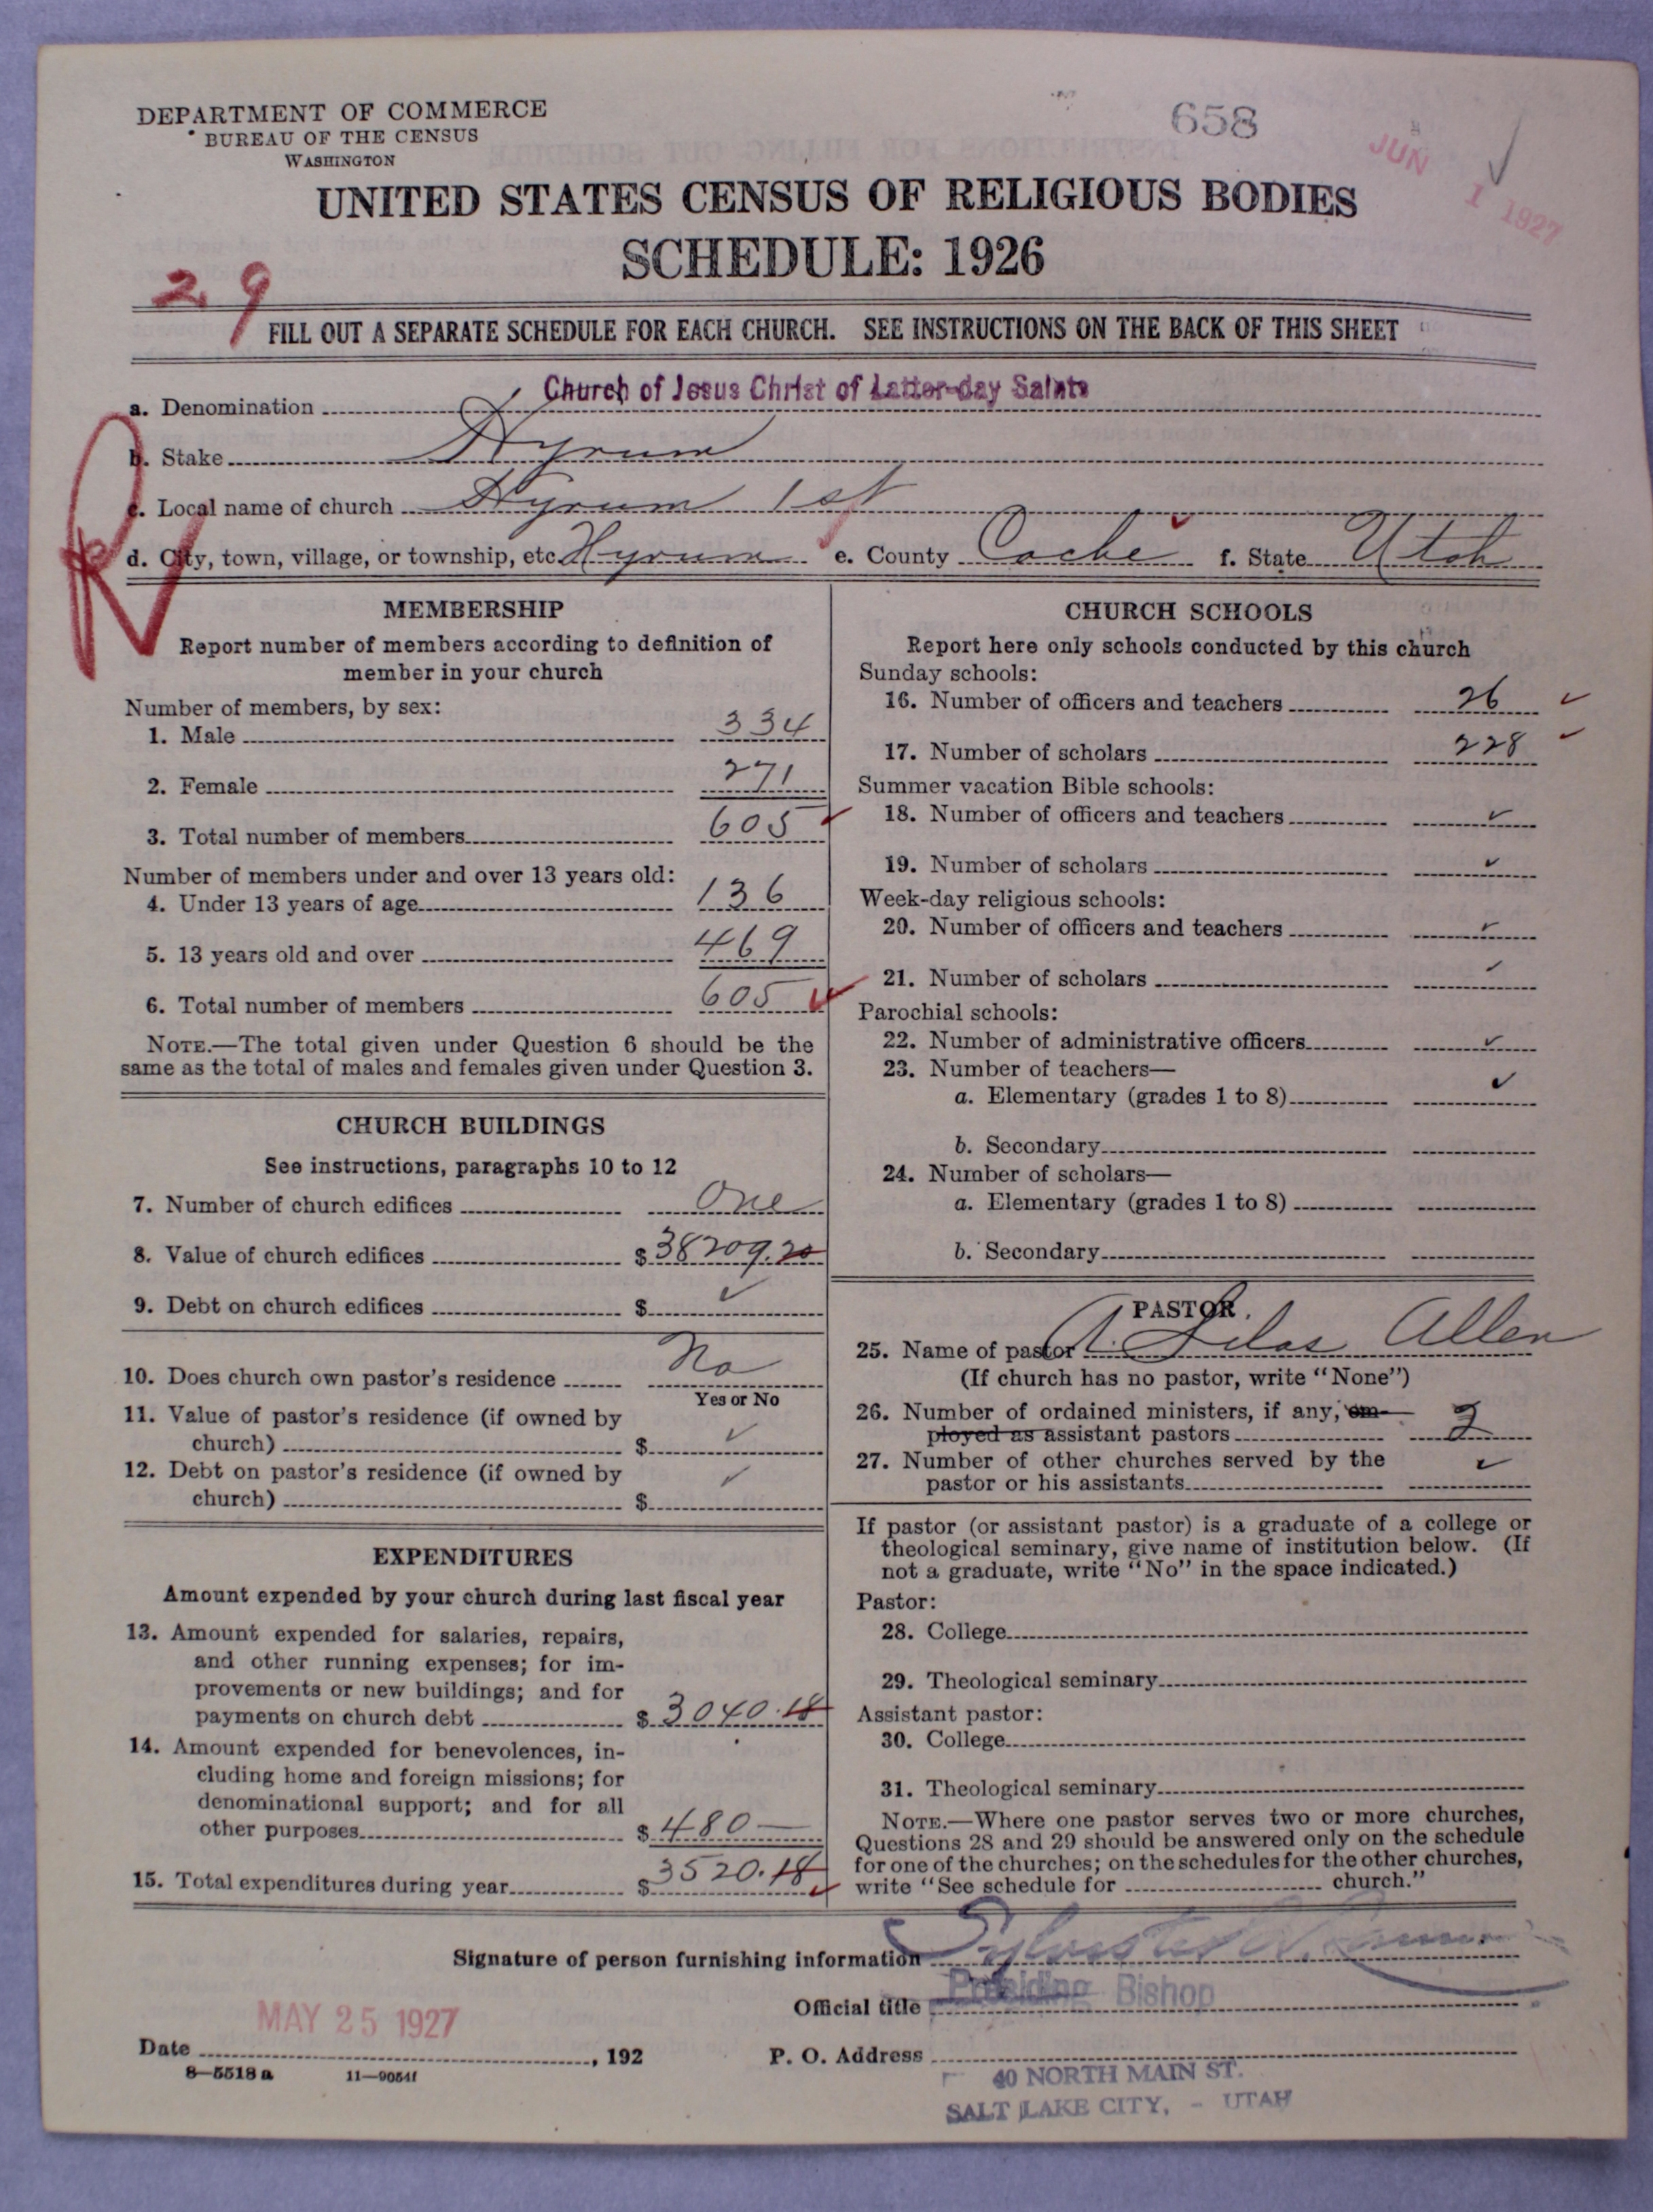 DEPARTMENT OF COMMERCE
BUREAU OF THE CENSUS
WASHINGTON
658
JUN 1 1927
UNITED STATES CENSUS OF RELIGIOUS BODIES
SCHEDULE: 1926
29
FILL OUT A SEPARATE SCHEDULE FOR EACH CHURCH. SEE INSTRUCTIONS ON THE BACK OF THIS SHEET
a. Denomination Church of Jesus Christ of Latter-day Saints
b. Stake Hyrum
c. Local name of church Hyrum 1st
d. City, town, village, or township, etc. Hyrum e. County Cache f. State Utah
MEMBERSHIP
Report number of members according to definition of
member in your church
Number of members, by sex:
1. Male 334
2. Female 271
3. Total number of members 605
Number of members under and over 13 years old:
4. Under 13 years of age 136
5. 13 years old and over 469
6. Total number of members 605
NOTE.—The total given under Question 6 should be the
same as the total of males and females given under Question 3.
CHURCH BUILDINGS
See instructions, paragraphs 10 to 12
7. Number of church edifices One
8. Value of church edifices $ 38209.20
9. Debt on church edifices $ ✓
10. Does church own pastor's residence No
Yes or No
11. Value of pastor's residence (if owned by
church) $ ✓
12. Debt on pastor's residence (if owned by
church) $ ✓
EXPENDITURES
Amount expended by your church during last fiscal year
13. Amount expended for salaries, repairs,
and other running expenses; for im-
provements or new buildings; and for
payments on church debt $ 3040.18
14. Amount expended for benevolences, in-
cluding home and foreign missions; for
denominational support; and for all
other purposes $ 480—
15. Total expenditures during year $ 3520.18
CHURCH SCHOOLS
Report here only schools conducted by this church
Sunday schools:
16. Number of officers and teachers 26
17. Number of scholars 228
Summer vacation Bible schools:
18. Number of officers and teachers ✓
19. Number of scholars ✓
Week-day religious schools:
20. Number of officers and teachers ✓
21. Number of scholars ✓
Parochial schools:
22. Number of administrative officers ✓
23. Number of teachers—
a. Elementary (grades 1 to 8) ✓
b. Secondary
24. Number of scholars—
a. Elementary (grades 1 to 8)
b. Secondary
PASTOR.
25. Name of pastor A. Silas Allen
(If church has no pastor, write "None")
26. Number of ordained ministers, if any, em-
ployed as assistant pastors 2
27. Number of other churches served by the
pastor or his assistants ✓
If pastor (or assistant pastor) is a graduate of a college or
theological seminary, give name of institution below. (If
not a graduate, write "No" in the space indicated.)
Pastor:
28. College
29. Theological seminary
Assistant pastor:
30. College
31. Theological seminary
NOTE.—Where one pastor serves two or more churches,
Questions 28 and 29 should be answered only on the schedule
for one of the churches; on the schedules for the other churches,
write "See schedule for church."
Signature of person furnishing information Sylvester Q. Cannon
Official title Presiding Bishop
Date MAY 25 1927, 192
P. O. Address
40 NORTH MAIN ST.
SALT LAKE CITY, - UTAH
8—5518 a 11—9054f